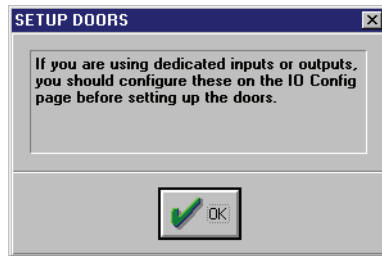 SETUP DOORS
If you are using dedicated inputs or outputs,
you should configure these on the IO Config
page before setting up the doors.
OK